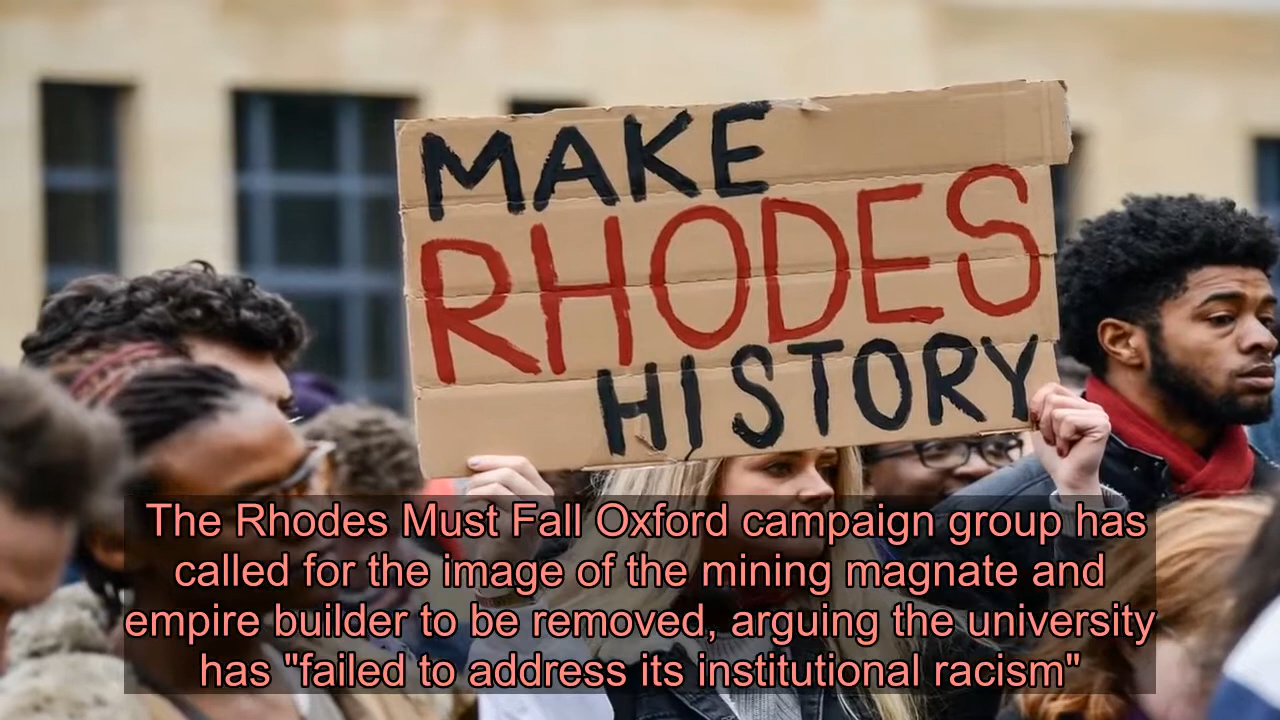 MAKE
RHODES
HISTORY
The Rhodes Must Fall Oxford campaign group has
called for the image of the mining magnate and
empire builder to be removed, arguing the university
has "failed to address its institutional racism"